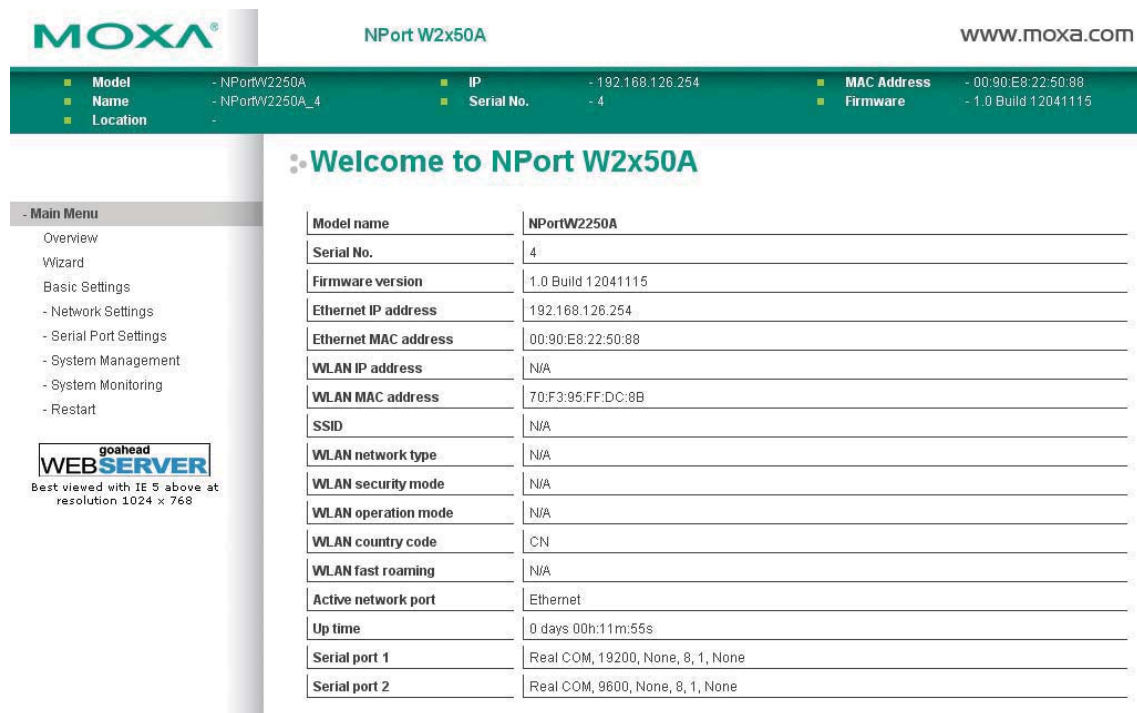 MOXA® NPort W2x50A www.moxa.com
Model - NPortW2250A IP - 192.168.126.254 MAC Address - 00:90:E8:22:50:88
Name - NPortW2250A_4 Serial No. - 4 Firmware - 1.0 Build 12041115
Location -
Welcome to NPort W2x50A
- Main Menu
Overview
Wizard
Basic Settings
- Network Settings
- Serial Port Settings
- System Management
- System Monitoring
- Restart
goahead
WEBSERVER
Best viewed with IE 5 above at
resolution 1024 x 768
Model name NPortW2250A
Serial No. 4
Firmware version 1.0 Build 12041115
Ethernet IP address 192.168.126.254
Ethernet MAC address 00:90:E8:22:50:88
WLAN IP address N/A
WLAN MAC address 70:F3:95:FF:DC:8B
SSID N/A
WLAN network type N/A
WLAN security mode N/A
WLAN operation mode N/A
WLAN country code CN
WLAN fast roaming N/A
Active network port Ethernet
Up time 0 days 00h:11m:55s
Serial port 1 Real COM, 19200, None, 8, 1, None
Serial port 2 Real COM, 9600, None, 8, 1, None